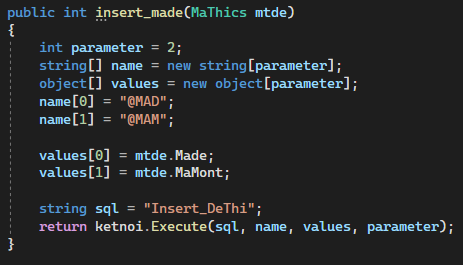 public int insert_made(MaThics mtde)
{
int parameter = 2;
string[] name = new string[parameter];
object[] values = new object[parameter];
name[0] = "@MAD";
name[1] = "@MAM";
values[0] = mtde.Made;
values[1] = mtde.MaMont;
string sql = "Insert_DeThi";
return ketnoi.Execute(sql, name, values, parameter);
}